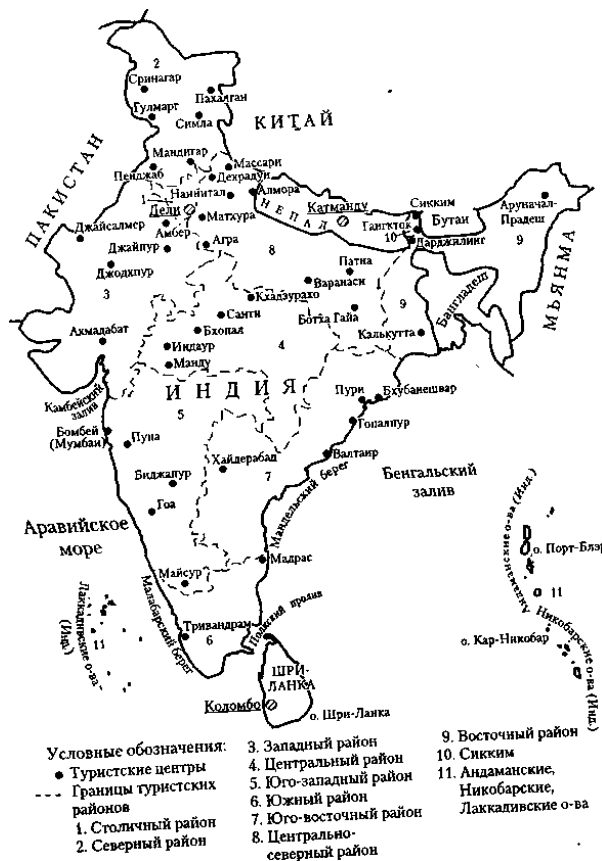 2
Сринагар
Пахалган
Гулмарг
Симла
КИТАЙ
ПАКИСТАН
Мандигар
Массари
Пенджаб
Дехрадун
Наннитал
Алмора
НЕПАЛ
Катманду
Сикким
Бутан
Аруначал-
Прадеш
9
Гангток
10
Дарджилинг
1
Дели
Матхура
Джайсалмер
Амбер
Джайпур
Агра
8
Джодхпур
3
Патна
Варанаси
Кхадзурахо
Ботха Гайа
9
Бангладеш
МЬЯНМА
Санти
Бхопал
Калькутта
Ахмадабат
Индаур
4
Манду
ИНДИЯ
Камбейский
залив
5
Пури
Бхубанешвар
Гопалпур
Бомбей
(Мумбаи)
Пуна
Хайдерабад
7
Валтаир
Биджапур
Гоа
Мандельский берег
Бенгальский
залив
Аравийское
море
Мадрас
Андаманские о-ва (Инд.)
о. Порт-Блэр
11
Майсур
Лаккадивские о-ва
(Инд.)
11
Малабарский берег
Тривандрам
6
Полкский пролив
Никобарские о-ва (Инд.)
о. Кар-Никобар
ШРИ-
ЛАНКА
Коломбо
о. Шри-Ланка
Условные обозначения:
Туристские центры
Границы туристских
районов
1. Столичный район
2. Северный район
3. Западный район
4. Центральный район
5. Юго-западный район
6. Южный район
7. Юго-восточный район
8. Центрально-
северный район
9. Восточный район
10. Сикким
11. Андаманские,
Никобарские,
Лаккадивские о-ва